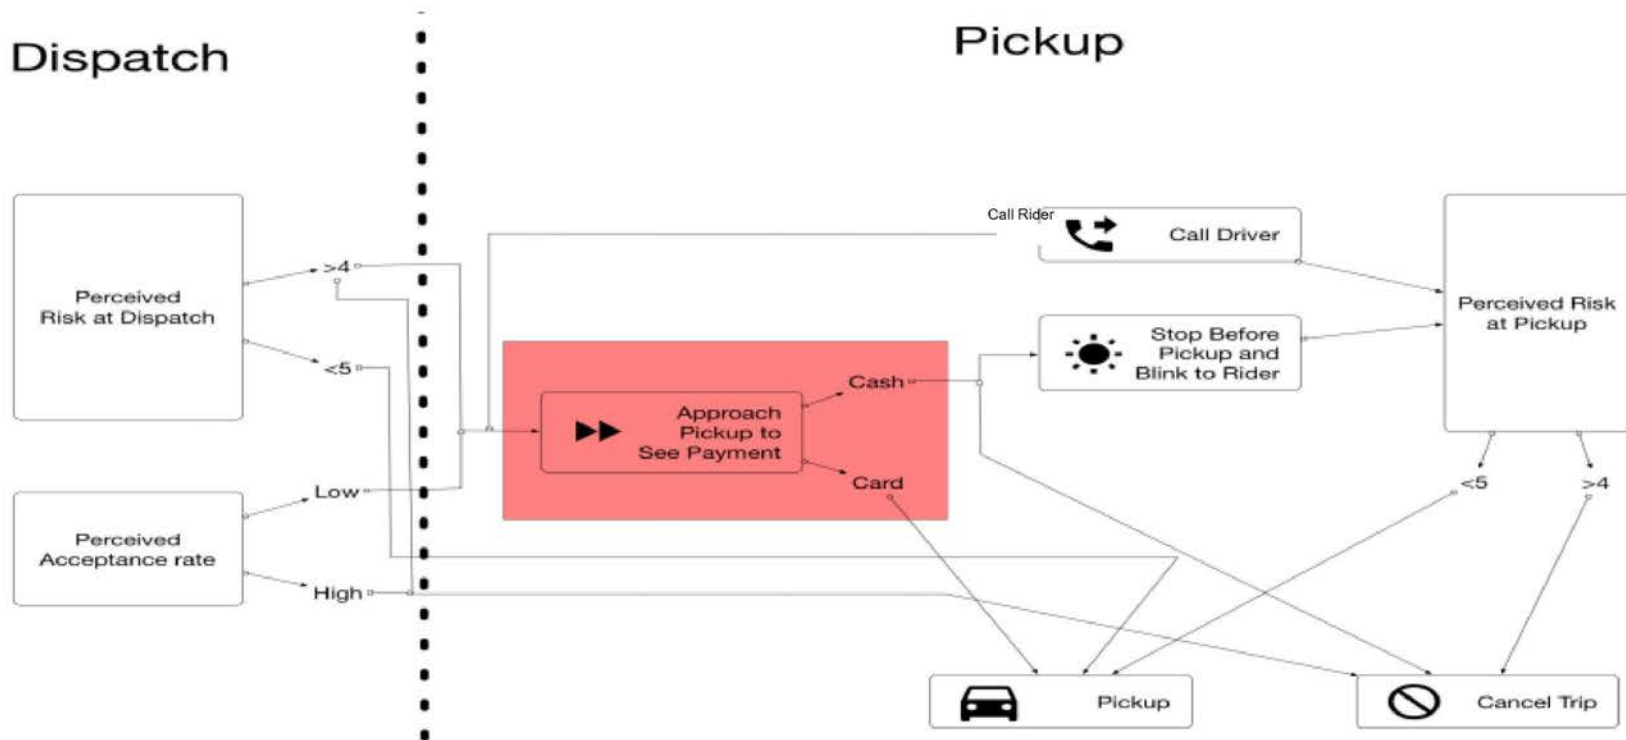 Dispatch
Pickup
Call Rider
Call Driver
Perceived
Risk at Dispatch
>4
<5
Perceived Risk
at Pickup
Stop Before
Pickup and
Blink to Rider
Cash
Approach
Pickup to
See Payment
Card
<5
>4
Low
Perceived
Acceptance rate
High
Pickup
Cancel Trip